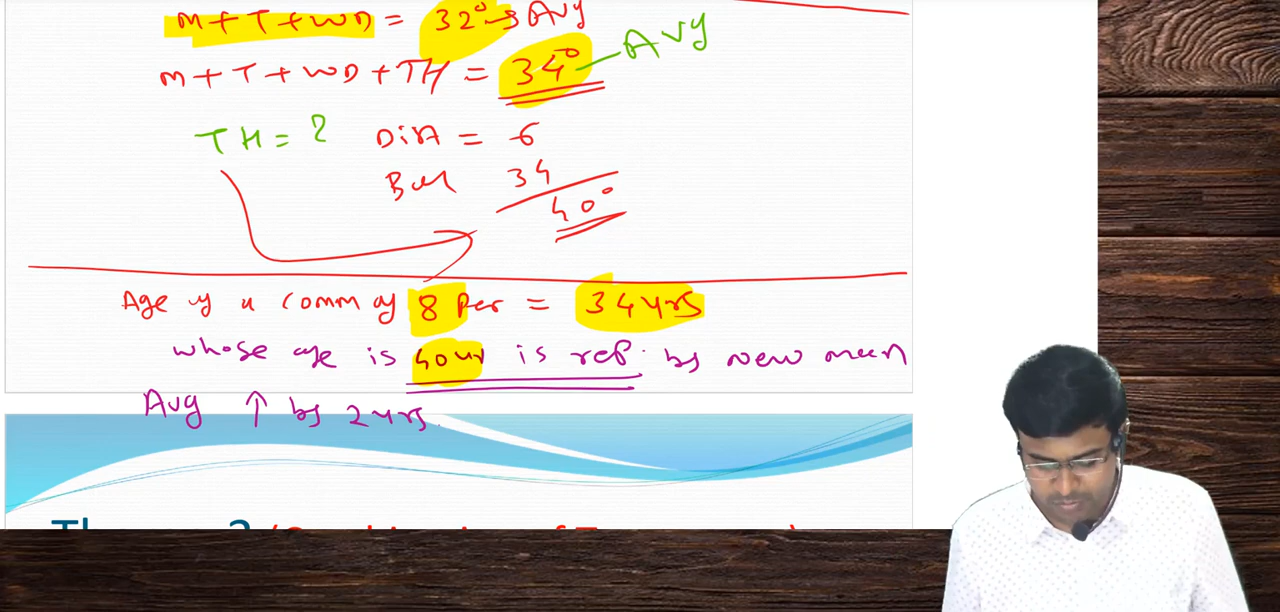 M + T + WD = 32° → Avg
M + T + WD + TH = 34° Avg
TH = ? Diff = 6
34
40°
Age of a Comm of 8 Per = 34 yrs
whose age is 40 yr is rep. by new mem
Avg ↑ by 2 yrs.